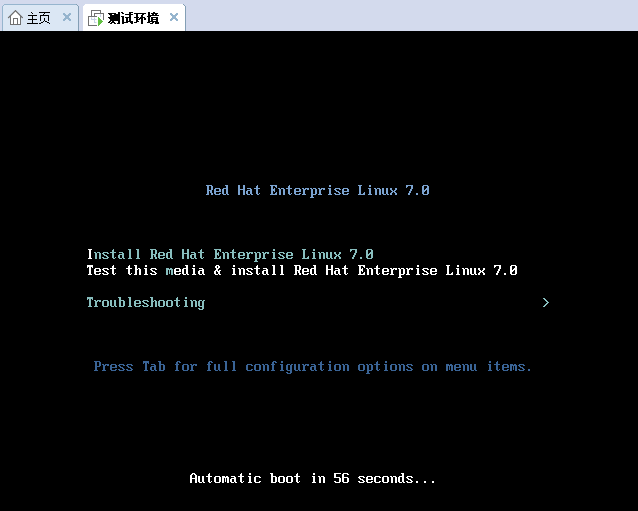 主页
测试环境
Red Hat Enterprise Linux 7.0
Install Red Hat Enterprise Linux 7.0
Test this media & install Red Hat Enterprise Linux 7.0
Troubleshooting >
Press Tab for full configuration options on menu items.
Automatic boot in 56 seconds...